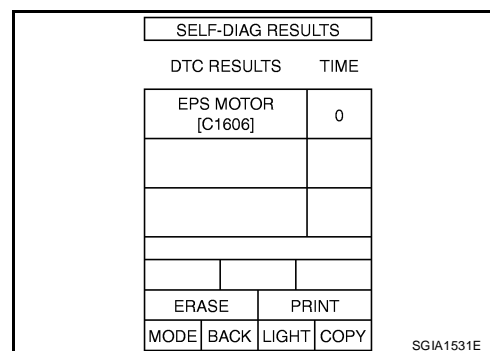 SELF-DIAG RESULTS
DTC RESULTS TIME
EPS MOTOR
[C1606] 0
ERASE PRINT
MODE BACK LIGHT COPY
SGIA1531E